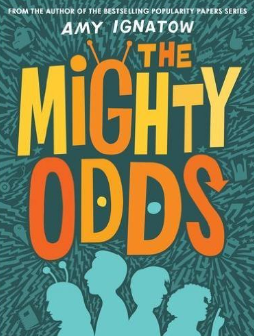 FROM THE AUTHOR OF THE BESTSELLING POPULARITY PAPERS SERIES
AMY IGNATOW
THE
MiGHTY
ODDS